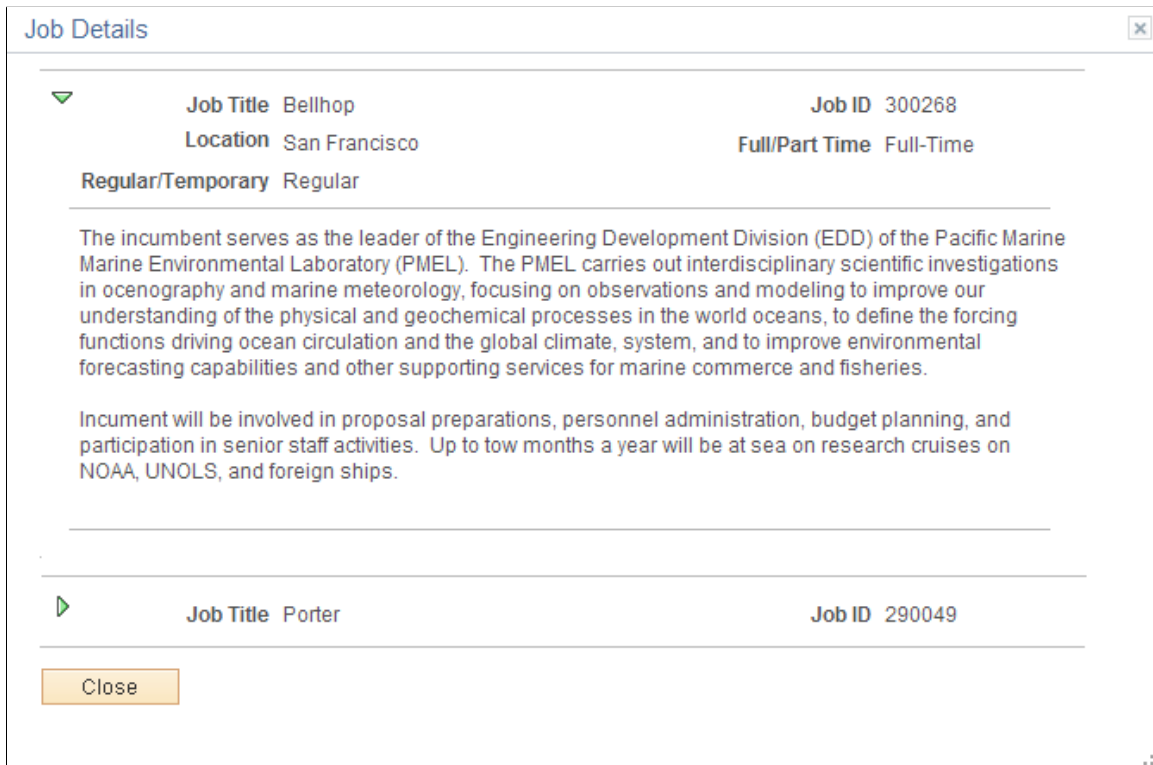 Job Details
Job Title Bellhop Job ID 300268
Location San Francisco Full/Part Time Full-Time
Regular/Temporary Regular
The incumbent serves as the leader of the Engineering Development Division (EDD) of the Pacific Marine
Marine Environmental Laboratory (PMEL).  The PMEL carries out interdisciplinary scientific investigations
in ocenography and marine meteorology, focusing on observations and modeling to improve our
understanding of the physical and geochemical processes in the world oceans, to define the forcing
functions driving ocean circulation and the global climate, system, and to improve environmental
forecasting capabilities and other supporting services for marine commerce and fisheries.
Incument will be involved in proposal preparations, personnel administration, budget planning, and
participation in senior staff activities.  Up to tow months a year will be at sea on research cruises on
NOAA, UNOLS, and foreign ships.
Job Title Porter Job ID 290049
Close